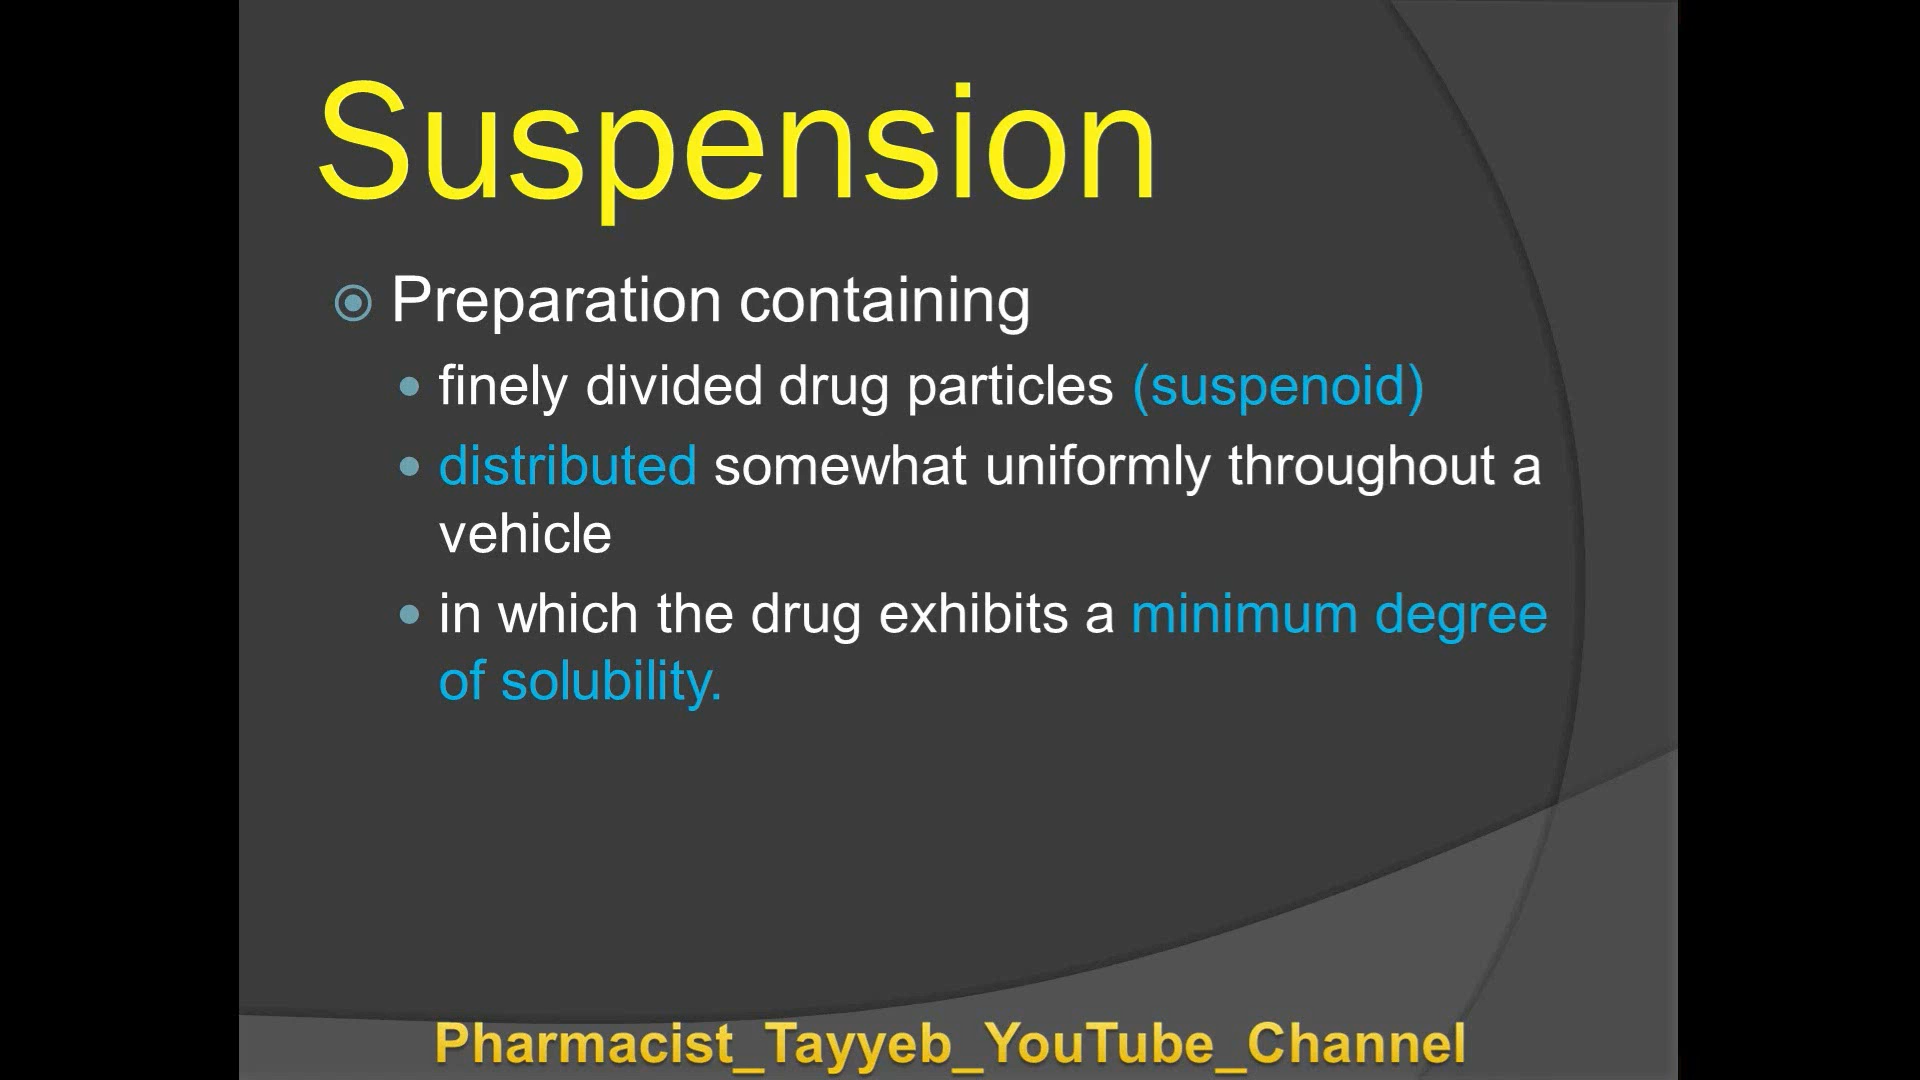 Suspension
Preparation containing
finely divided drug particles (suspenoid)
distributed somewhat uniformly throughout a
vehicle
in which the drug exhibits a minimum degree
of solubility.
Pharmacist_Tayyeb_YouTube_Channel